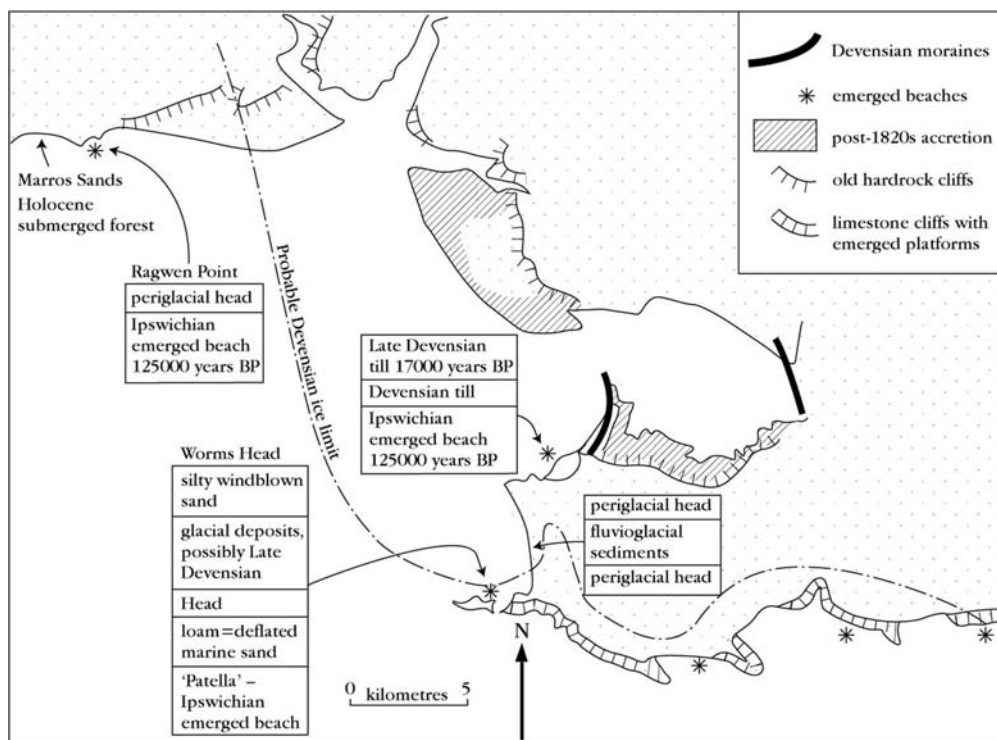 Devensian moraines
emerged beaches
post-1820s accretion
old hardrock cliffs
limestone cliffs with
emerged platforms
Marros Sands
Holocene
submerged forest
Ragwen Point
periglacial head
Ipswichian
emerged beach
125000 years BP
Probable Devensian ice limit
Late Devensian
till 17000 years BP
Devensian till
Ipswichian
emerged beach
125000 years BP
Worms Head
silty windblown
sand
glacial deposits,
possibly Late
Devensian
Head
loam=deflated
marine sand
‘Patella’ –
Ipswichian
emerged beach
periglacial head
fluvioglacial
sediments
periglacial head
N
0 kilometres 5